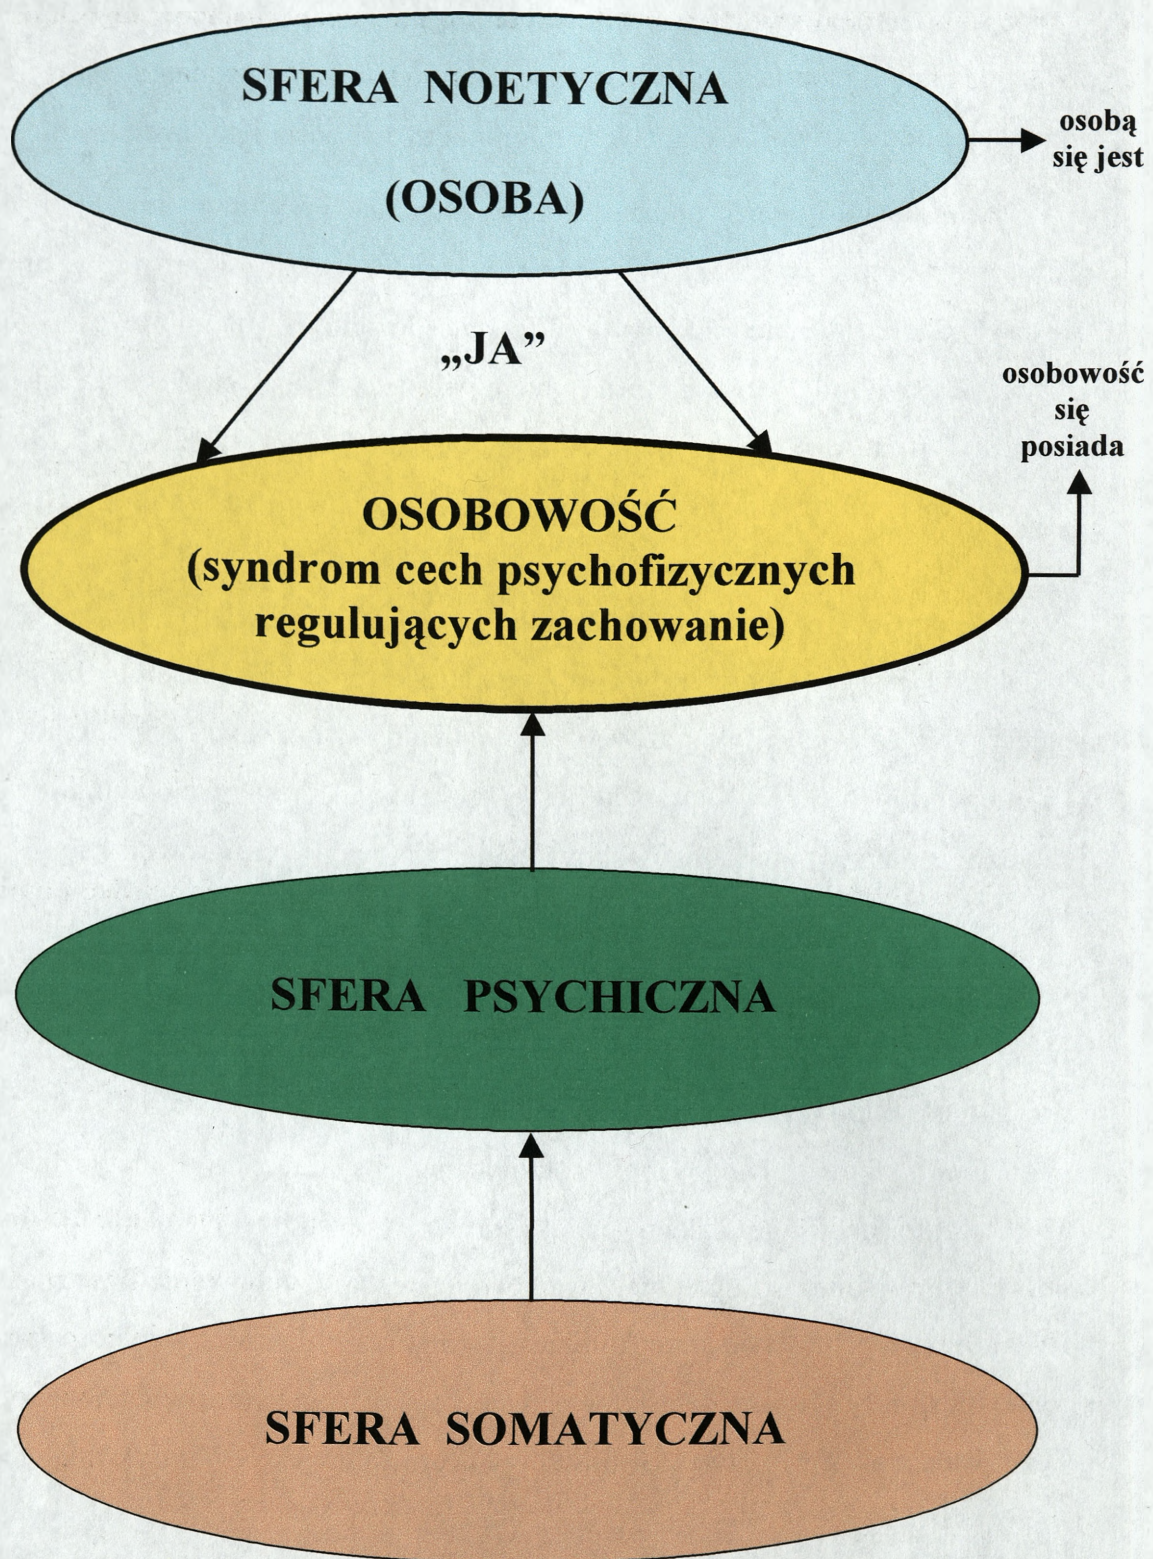 SFERA NOETYCZNA
(OSOBA)
osobą
się jest
„JA”
osobowość
się
posiada
OSOBOWOŚĆ
(syndrom cech psychofizycznych
regulujących zachowanie)
SFERA PSYCHICZNA
SFERA SOMATYCZNA